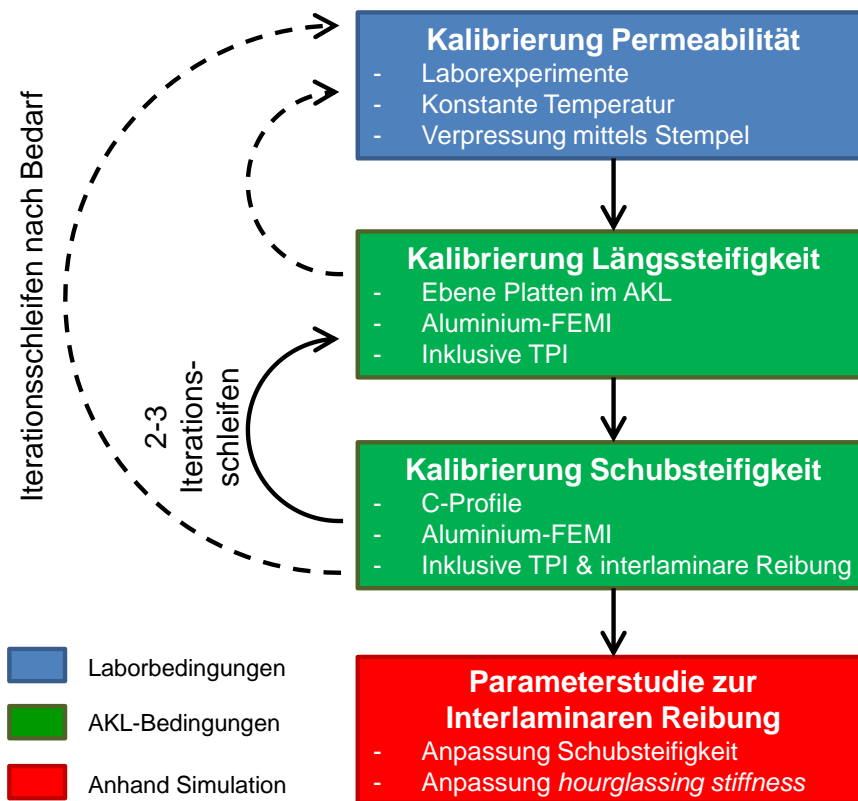 Kalibrierung Permeabilität
- Laborexperimente
- Konstante Temperatur
- Verpressung mittels Stempel
Iterationsschleifen nach Bedarf
Kalibrierung Längssteifigkeit
- Ebene Platten im AKL
- Aluminium-FEMI
- Inklusive TPI
2-3
Iterations-
schleifen
Kalibrierung Schubsteifigkeit
- C-Profile
- Aluminium-FEMI
- Inklusive TPI & interlaminare Reibung
Parameterstudie zur
Interlaminaren Reibung
- Anpassung Schubsteifigkeit
- Anpassung hourglassing stiffness
Laborbedingungen
AKL-Bedingungen
Anhand Simulation